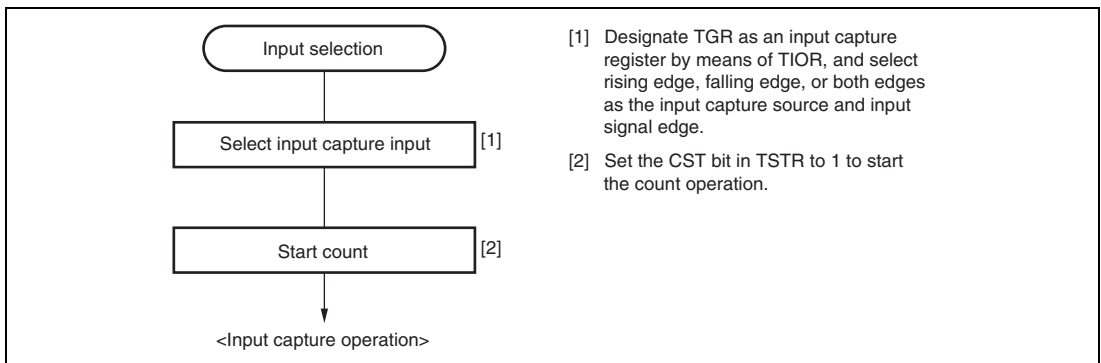 Input selection
Select input capture input
[1]
Start count
[2]
<Input capture operation>
[1] Designate TGR as an input capture
register by means of TIOR, and select
rising edge, falling edge, or both edges
as the input capture source and input
signal edge.
[2] Set the CST bit in TSTR to 1 to start
the count operation.